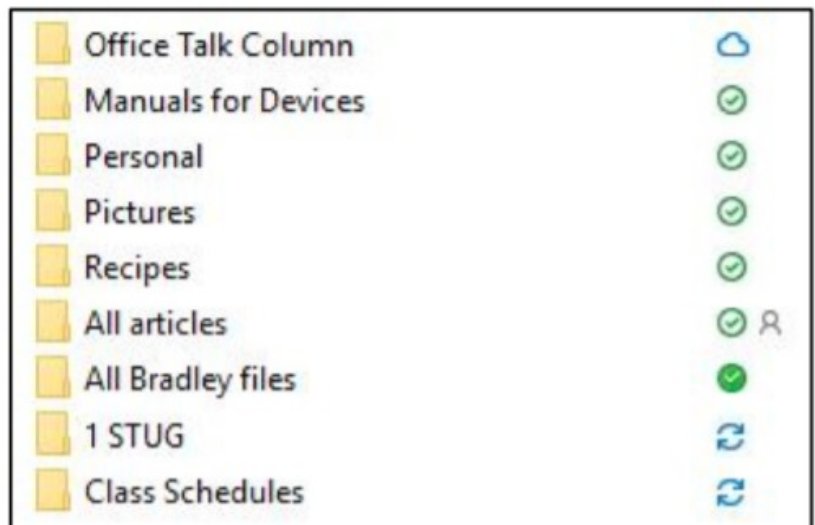 Office Talk Column
Manuals for Devices
Personal
Pictures
Recipes
All articles
All Bradley files
1 STUG
Class Schedules